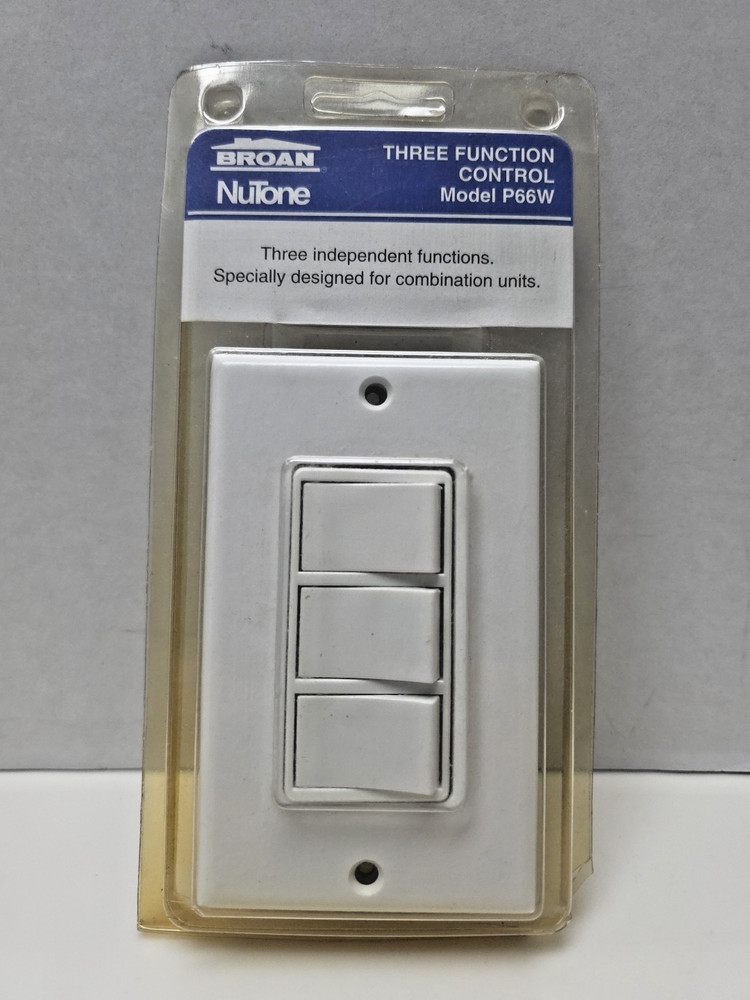 BROAN
NuTone
THREE FUNCTION
CONTROL
Model P66W
Three independent functions.
Specially designed for combination units.